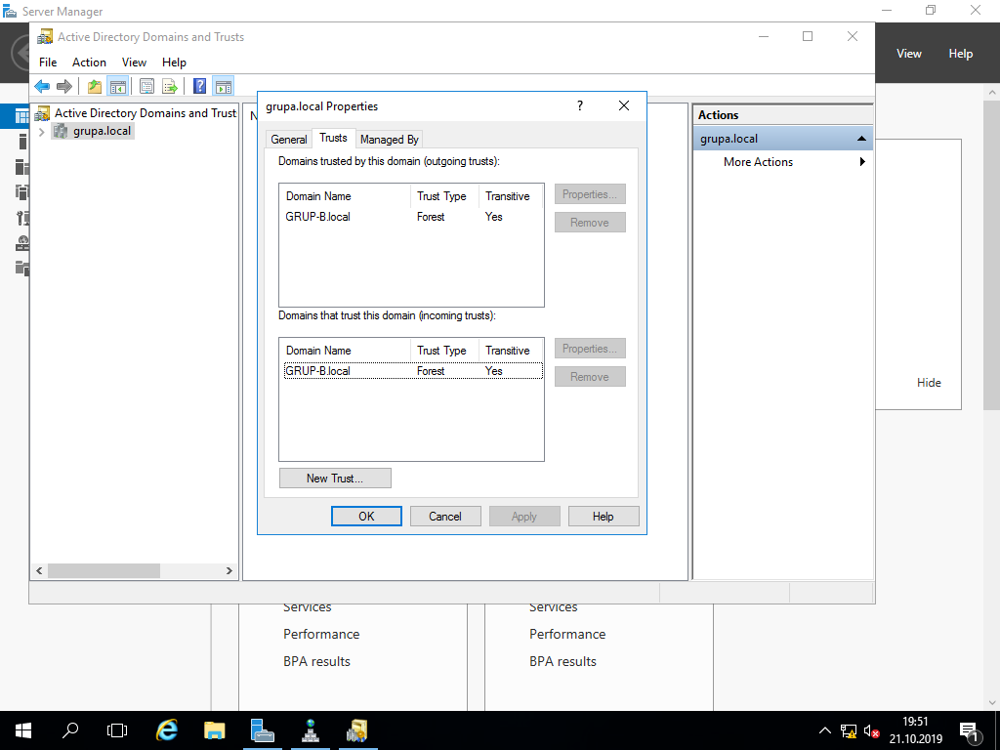 Server Manager
Active Directory Domains and Trusts
File Action View Help
View Help
Active Directory Domains and Trust
grupa.local
N
grupa.local Properties
?
General Trusts Managed By
Domains trusted by this domain (outgoing trusts):
Domain Name Trust Type Transitive
GRUP-B.local Forest Yes
Properties...
Remove
Domains that trust this domain (incoming trusts):
Domain Name Trust Type Transitive
GRUP-B.local Forest Yes
Properties...
Remove
New Trust...
OK Cancel Apply Help
Actions
grupa.local
More Actions
Hide
Services Services
Performance Performance
BPA results BPA results
19:51
21.10.2019
1